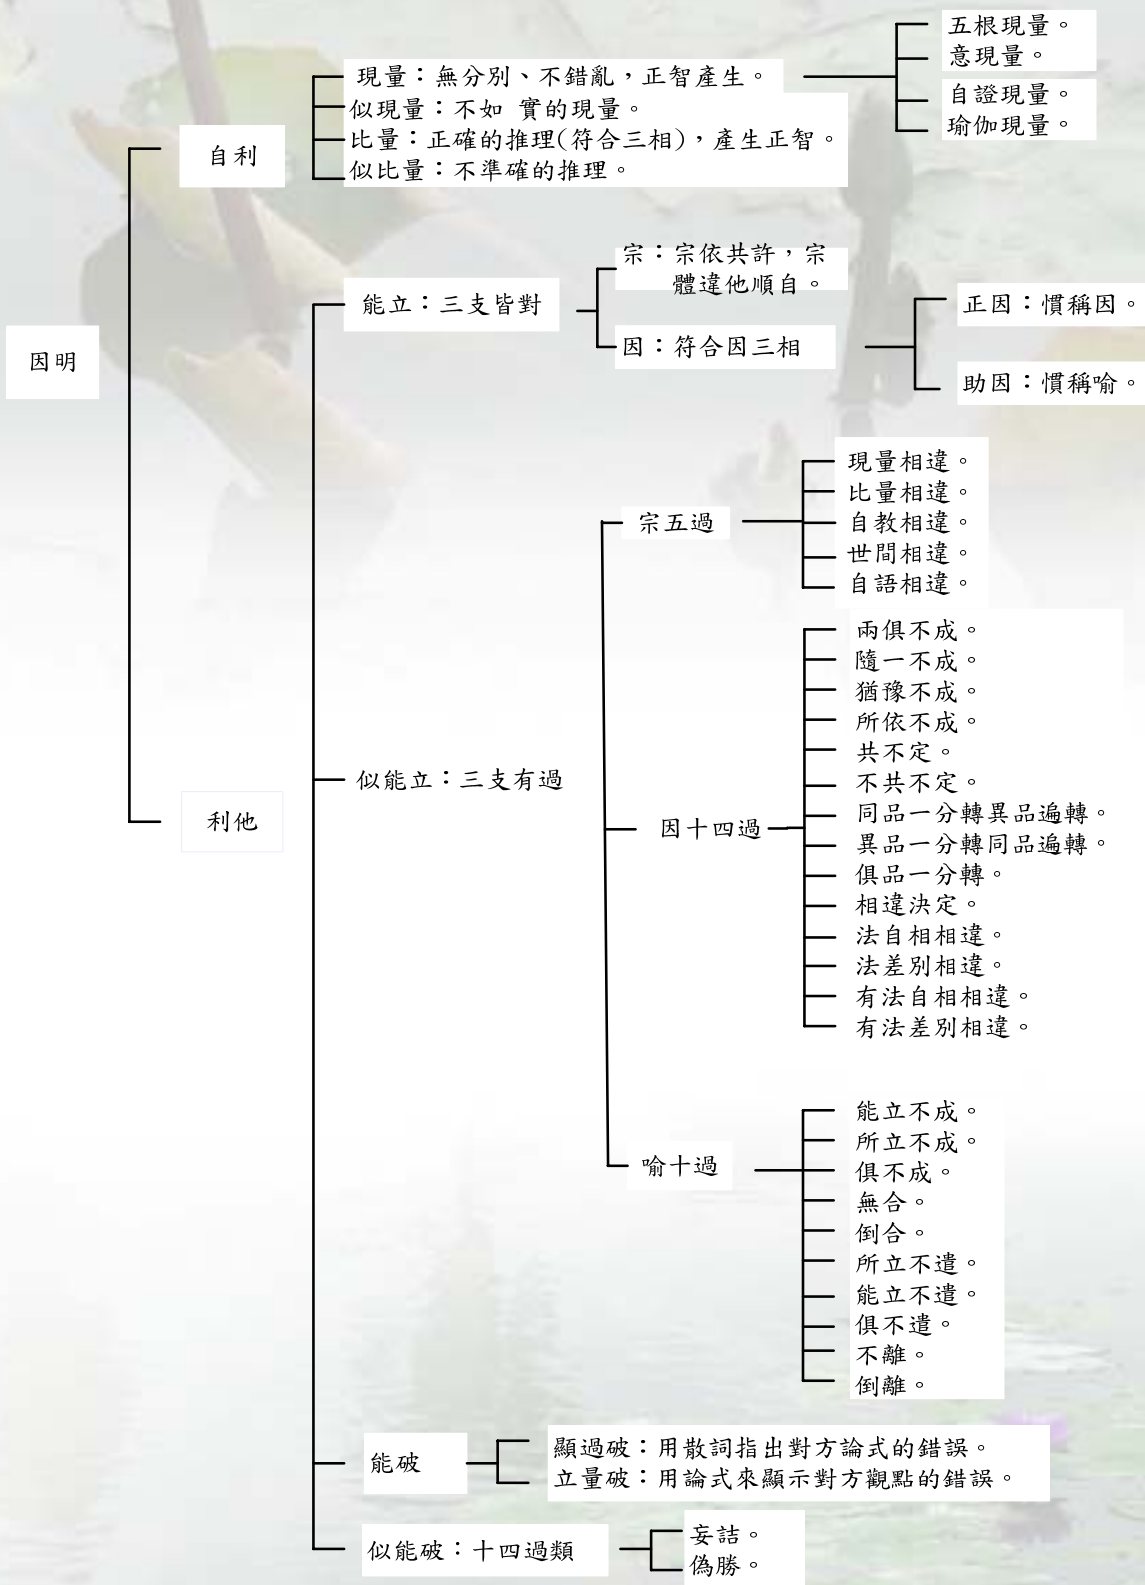 因明
自利
現量：無分別、不錯亂，正智產生。
五根現量。
意現量。
自證現量。
瑜伽現量。
似現量：不如 實的現量。
比量：正確的推理(符合三相)，產生正智。
似比量：不準確的推理。
利他
能立：三支皆對
宗：宗依共許，宗
體違他順自。
因：符合因三相
正因：慣稱因。
助因：慣稱喻。
似能立：三支有過
宗五過
現量相違。
比量相違。
自教相違。
世間相違。
自語相違。
因十四過
兩俱不成。
隨一不成。
猶豫不成。
所依不成。
共不定。
不共不定。
同品一分轉異品遍轉。
異品一分轉同品遍轉。
俱品一分轉。
相違決定。
法自相相違。
法差別相違。
有法自相相違。
有法差別相違。
喻十過
能立不成。
所立不成。
俱不成。
無合。
倒合。
所立不遣。
能立不遣。
俱不遣。
不離。
倒離。
能破
顯過破：用散詞指出對方論式的錯誤。
立量破：用論式來顯示對方觀點的錯誤。
似能破：十四過類
妄詰。
偽勝。